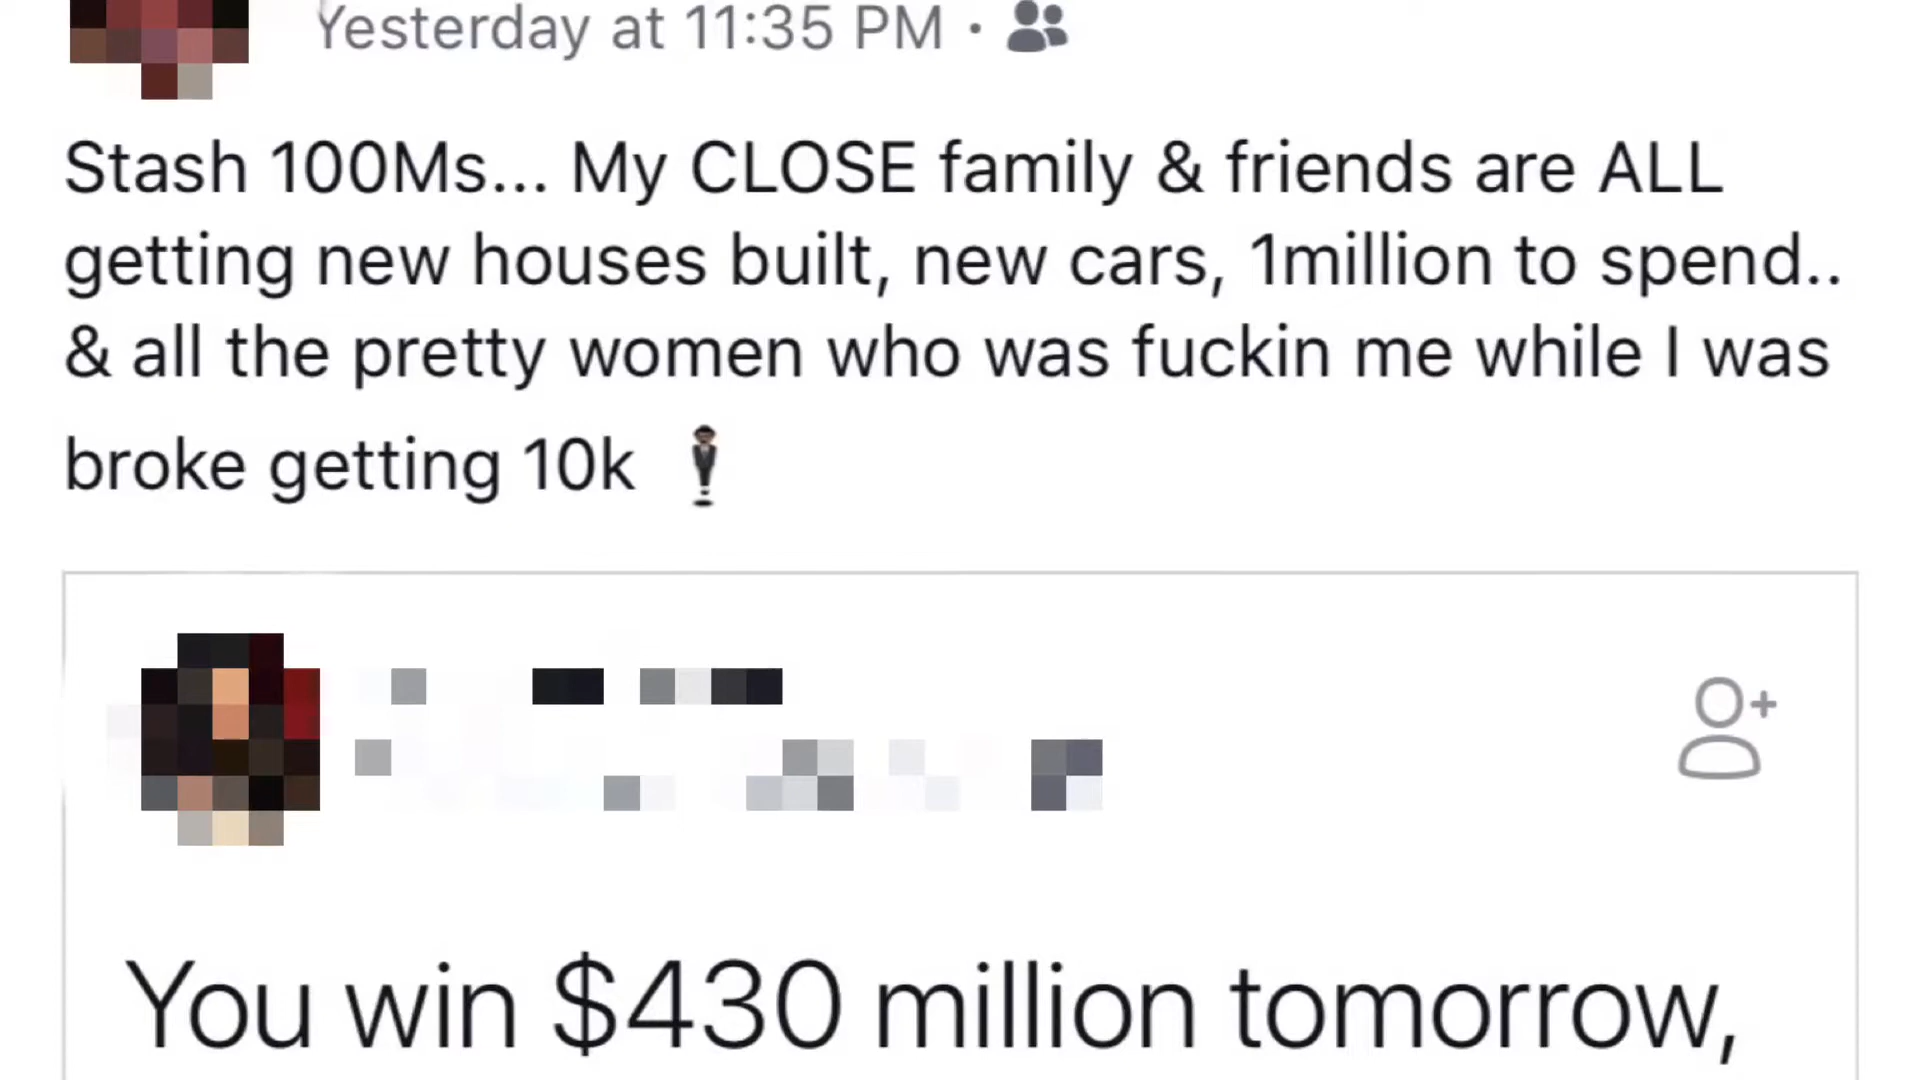 Yesterday at 11:35 PM ·
Stash 100Ms... My CLOSE family & friends are ALL
getting new houses built, new cars, 1million to spend..
& all the pretty women who was fuckin me while I was
broke getting 10k 🕴🏿
You win $430 million tomorrow,